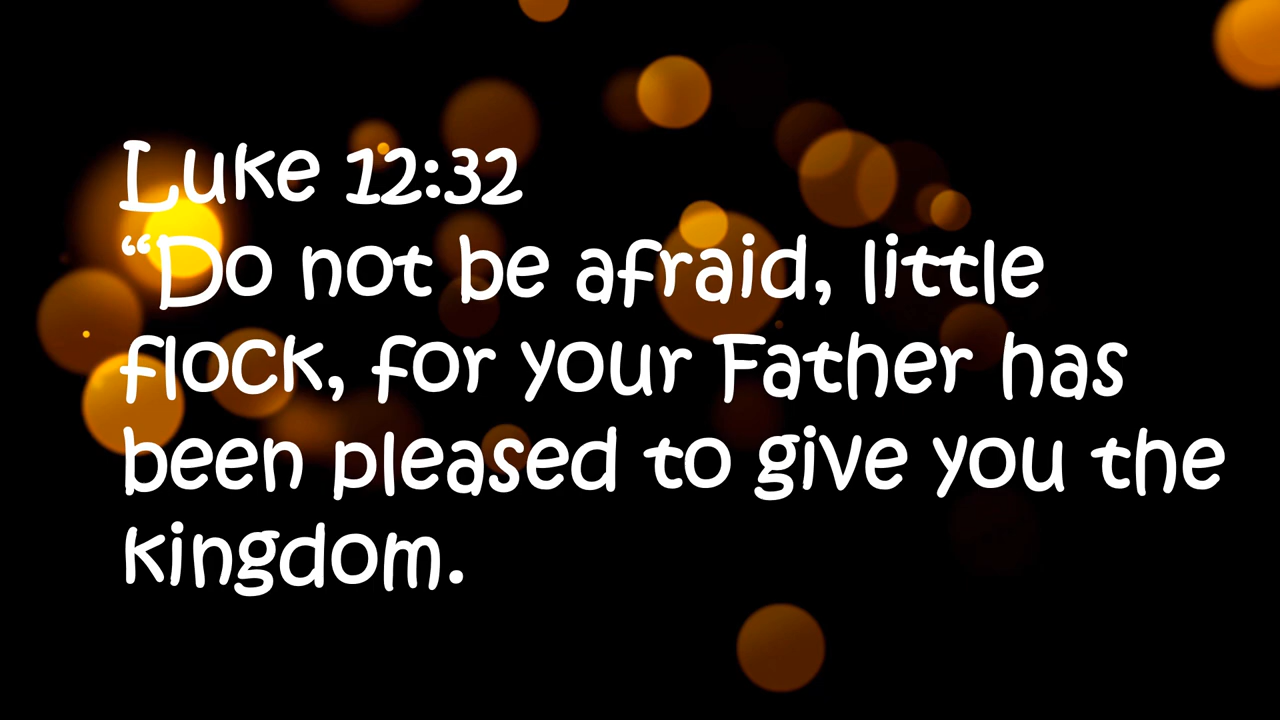 Luke 12:32
“Do not be afraid, little
flock, for your Father has
been pleased to give you the
kingdom.